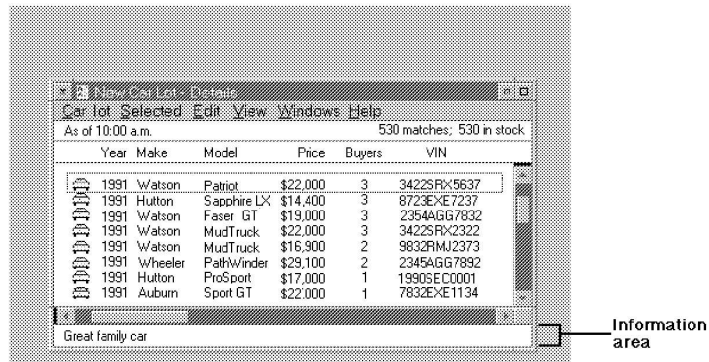 New Car Lot - Details
Car lot Selected Edit View Windows Help
As of 10:00 a.m. 530 matches; 530 in stock
Year Make Model Price Buyers VIN
1991 Watson Patriot $22,000 3 3422SRX5637
1991 Hutton Sapphire LX $14,400 3 8723EXE7237
1991 Watson Faser GT $19,000 3 2354AGG7832
1991 Watson MudTruck $22,000 3 3422SRX2322
1991 Watson MudTruck $16,900 2 9832RMJ2373
1991 Wheeler PathWinder $29,100 2 2345AGG7892
1991 Hutton ProSport $17,000 1 1990SEC0001
1991 Auburn Sport GT $22,000 1 7832EXE1134
Great family car
Information
area